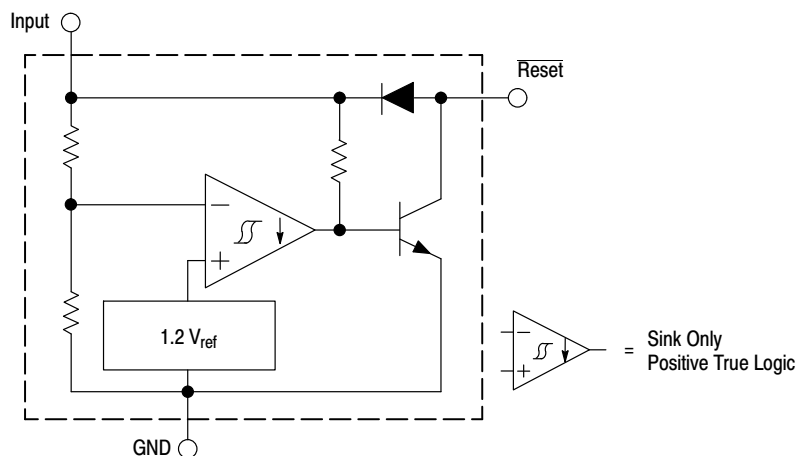 Input
Reset
−
+
1.2 Vref
GND
−
+
= Sink Only
Positive True Logic